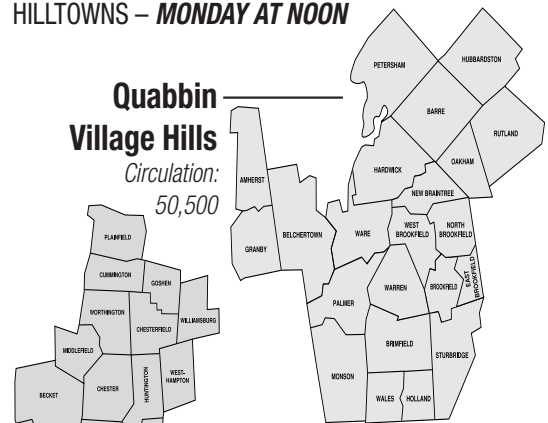 HILLTOWNS – MONDAY AT NOON
Quabbin
Village Hills
Circulation:
50,500
PETERSHAM
HUBBARDSTON
BARRE
RUTLAND
HARDWICK
OAKHAM
NEW BRAINTREE
AMHERST
GRANBY
BELCHERTOWN
WARE
WEST
BROOKFIELD
NORTH
BROOKFIELD
EAST
BROOKFIELD
BROOKFIELD
WARREN
PALMER
BRIMFIELD
STURBRIDGE
MONSON
WALES
HOLLAND
PLAINFIELD
CUMMINGTON
GOSHEN
WORTHINGTON
CHESTERFIELD
WILLIAMSBURG
MIDDLEFIELD
BECKET
CHESTER
HUNTINGTON
WEST-
HAMPTON